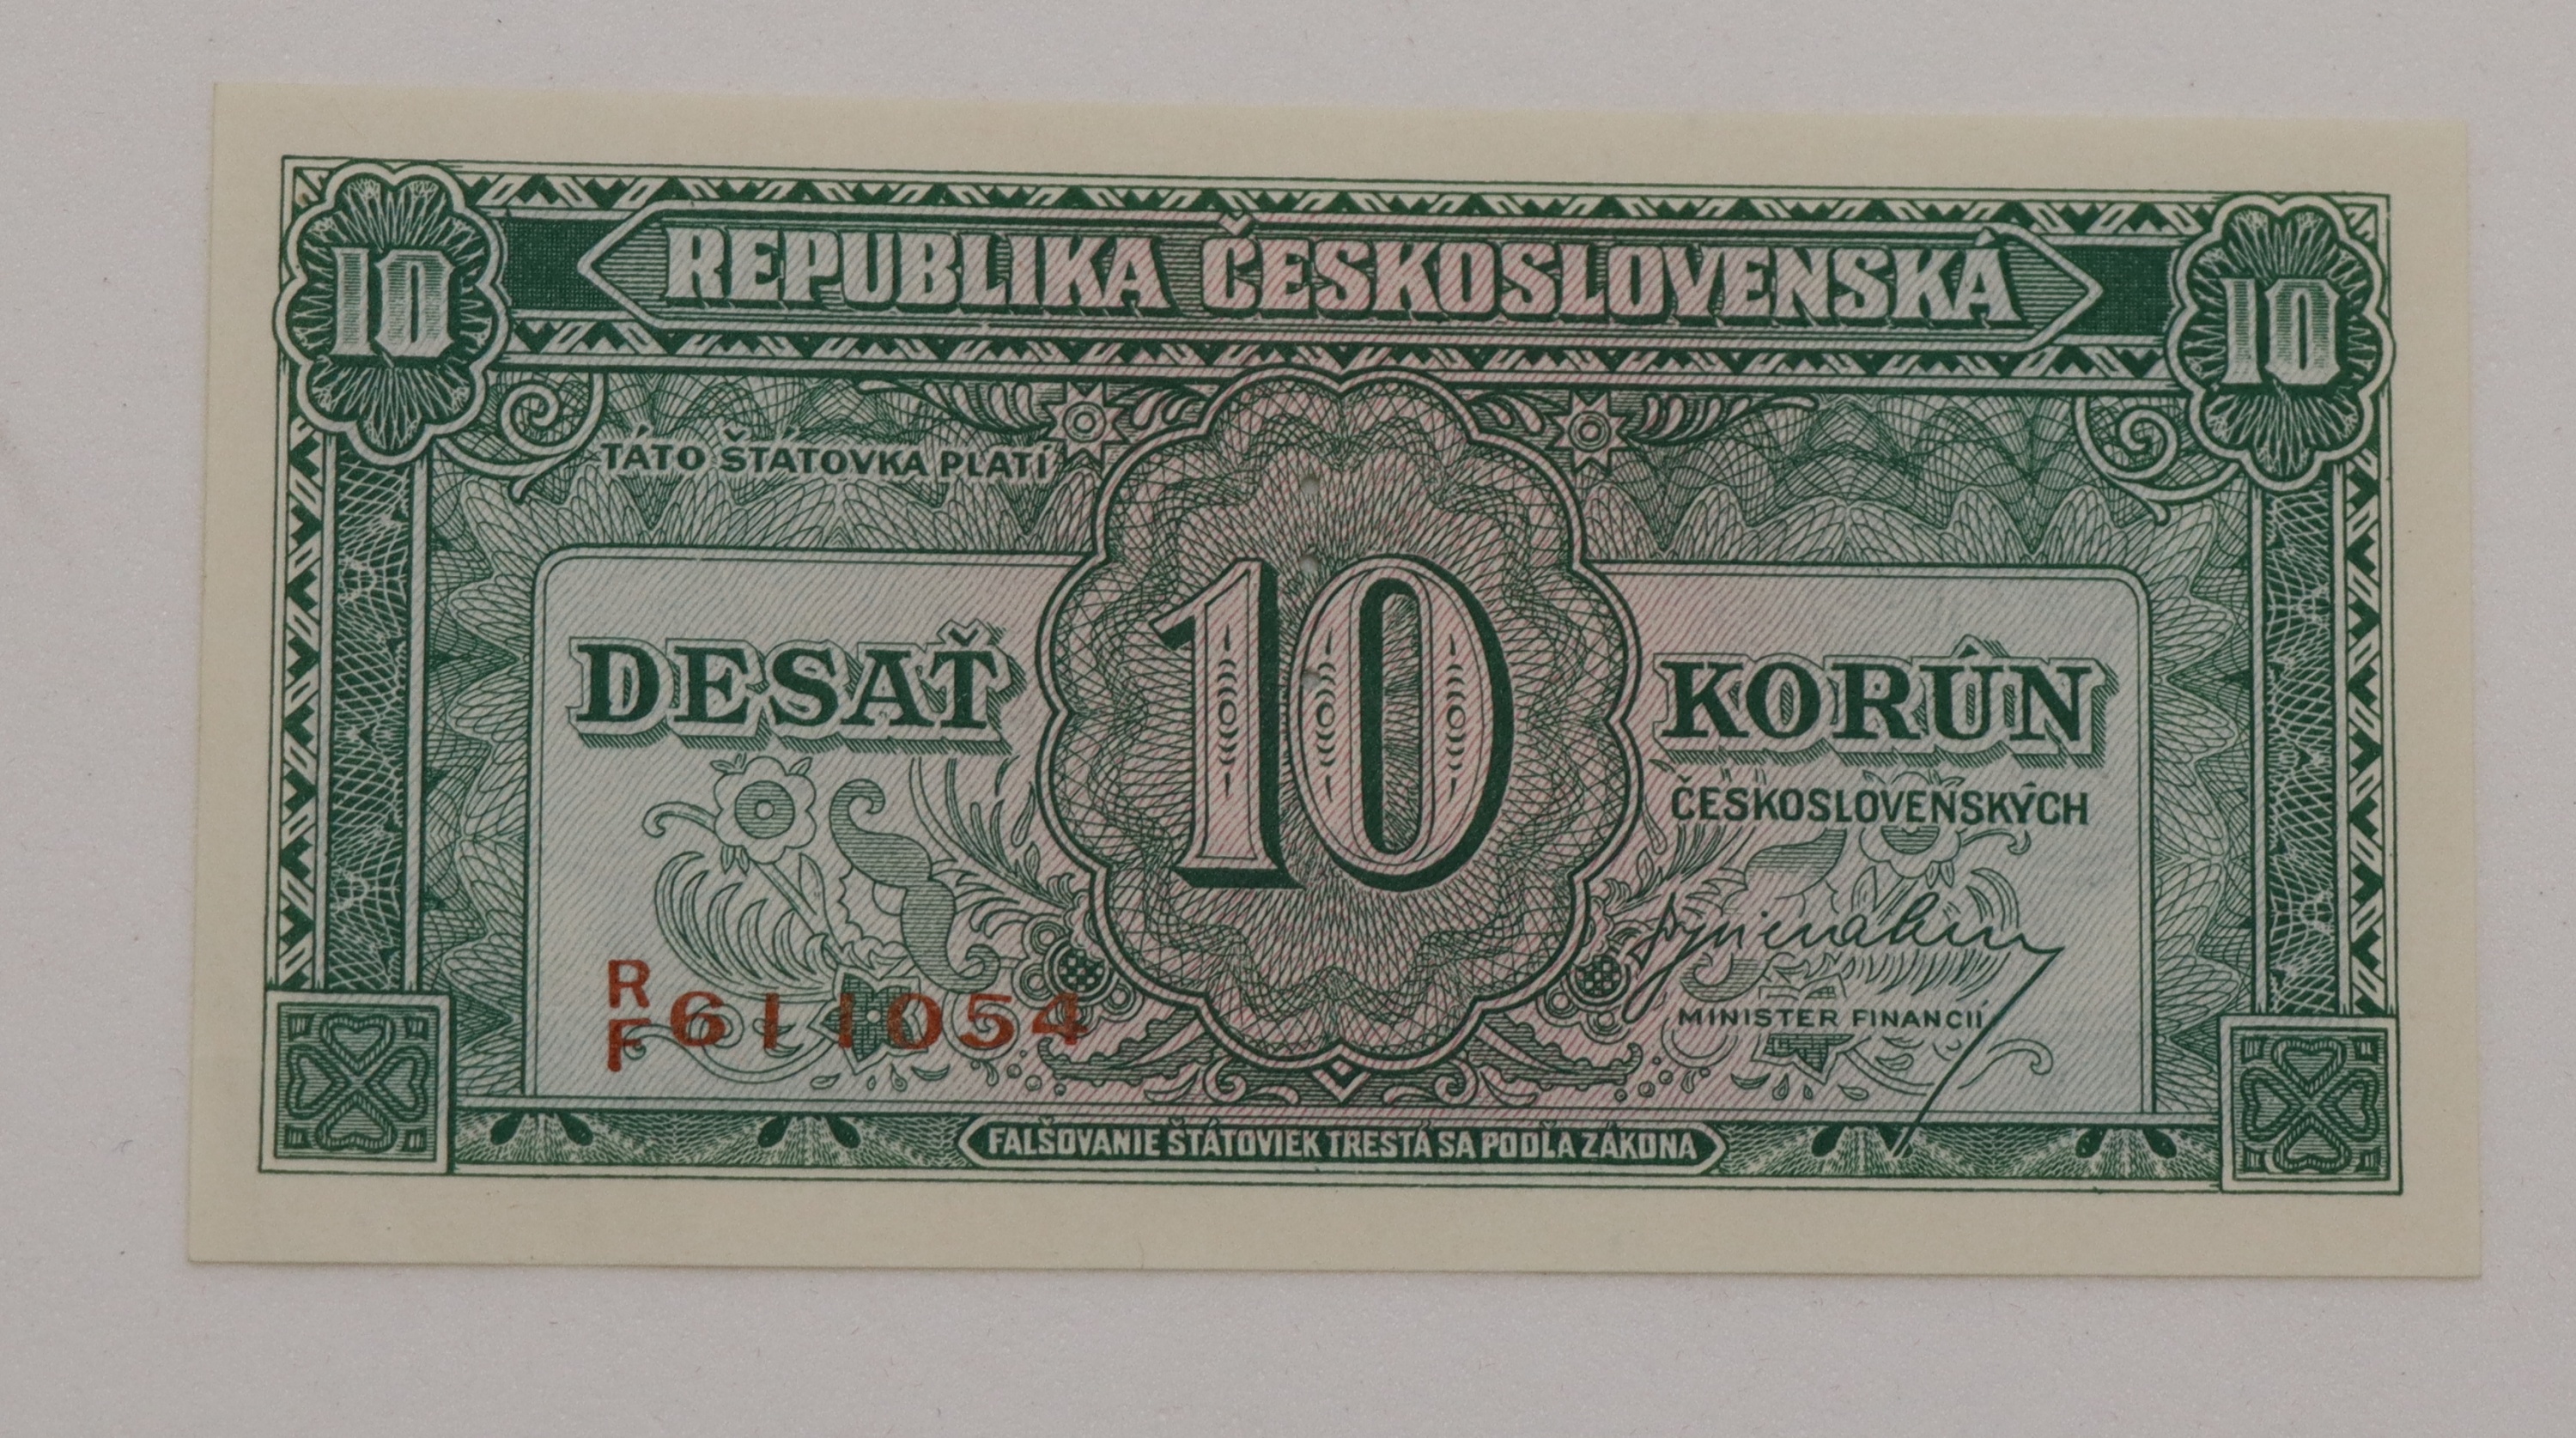 10 REPUBLIKA ČESKOSLOVENSKÁ 10
TÁTO ŠTÁTOVKA PLATÍ
DESAŤ 10 KORÚN
ČESKOSLOVENSKÝCH
RF 611054
MINISTER FINANCIÍ
FALŠOVANIE ŠTÁTOVIEK TRESTÁ SA PODĽA ZÁKONA